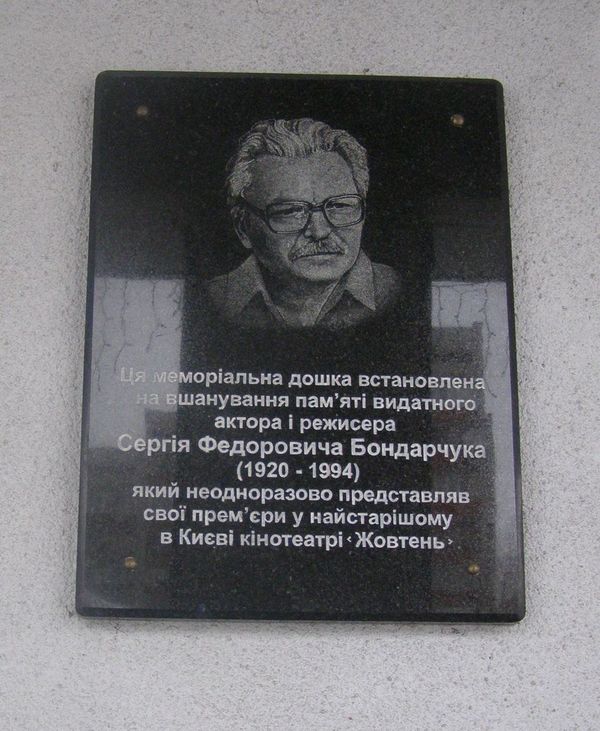 Ця меморіальна дошка встановлена
на вшанування пам'яті видатного
актора і режисера
Сергія Федоровича Бондарчука
(1920 - 1994)
який неодноразово представляв
свої прем'єри у найстарішому
в Києві кінотеатрі ‹Жовтень›